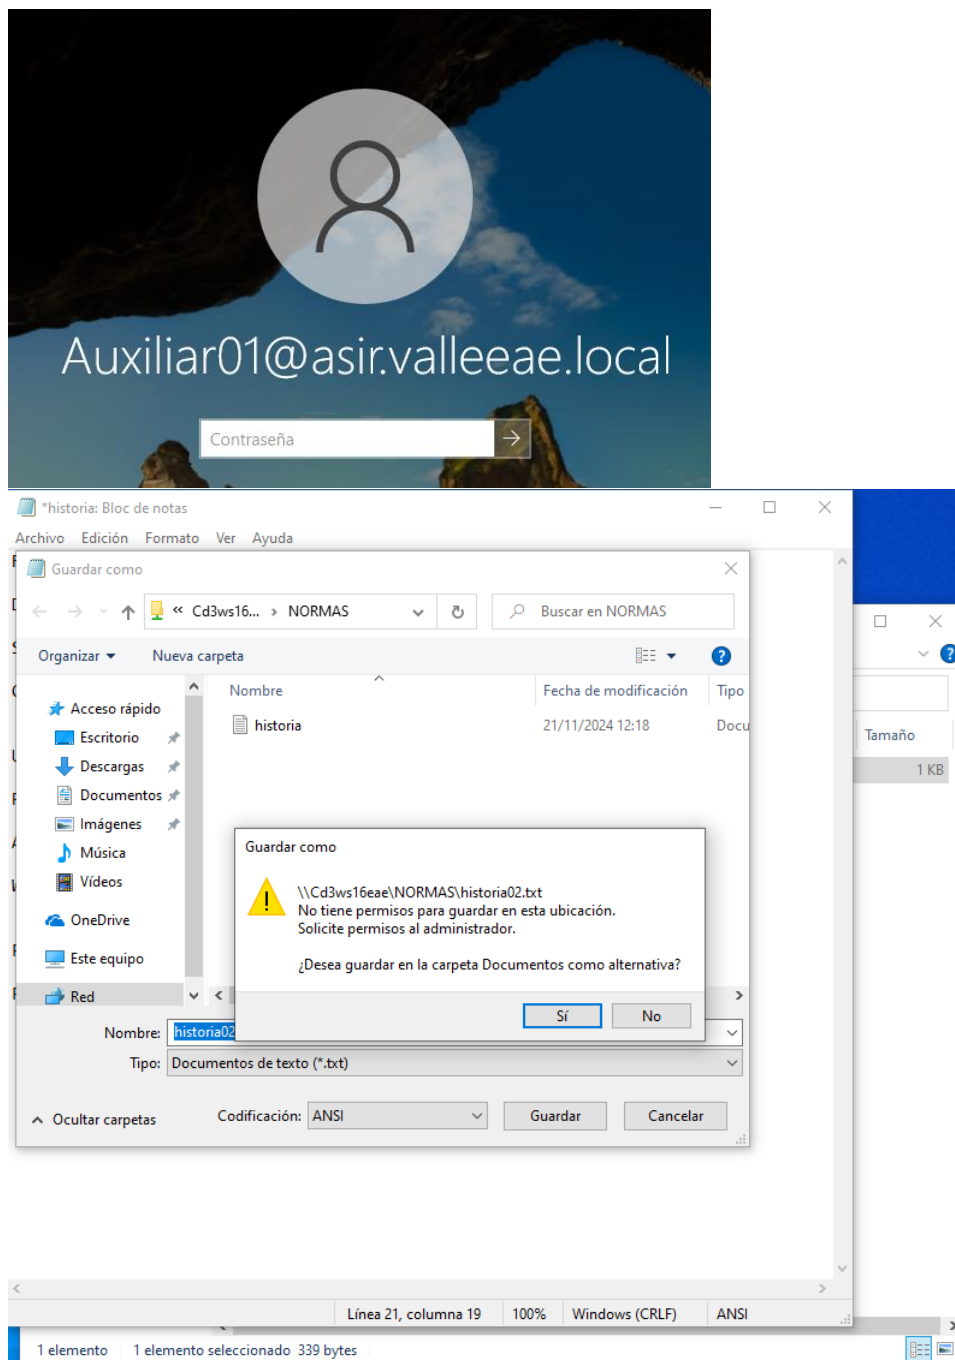 Auxiliar01@asir.valleeae.local
Contraseña
*historia: Bloc de notas
Archivo Edición Formato Ver Ayuda
Guardar como
« Cd3ws16... › NORMAS
Buscar en NORMAS
Organizar Nueva carpeta
Nombre Fecha de modificación Tipo
Acceso rápido
historia 21/11/2024 12:18 Docu
Escritorio
Descargas
Documentos
Imágenes
Música
Vídeos
OneDrive
Este equipo
Red
Tamaño
1 KB
Guardar como
\\Cd3ws16eae\NORMAS\historia02.txt
No tiene permisos para guardar en esta ubicación.
Solicite permisos al administrador.
¿Desea guardar en la carpeta Documentos como alternativa?
Sí No
Nombre: historia02
Tipo: Documentos de texto (*.txt)
Ocultar carpetas Codificación: ANSI Guardar Cancelar
Línea 21, columna 19 100% Windows (CRLF) ANSI
1 elemento 1 elemento seleccionado 339 bytes